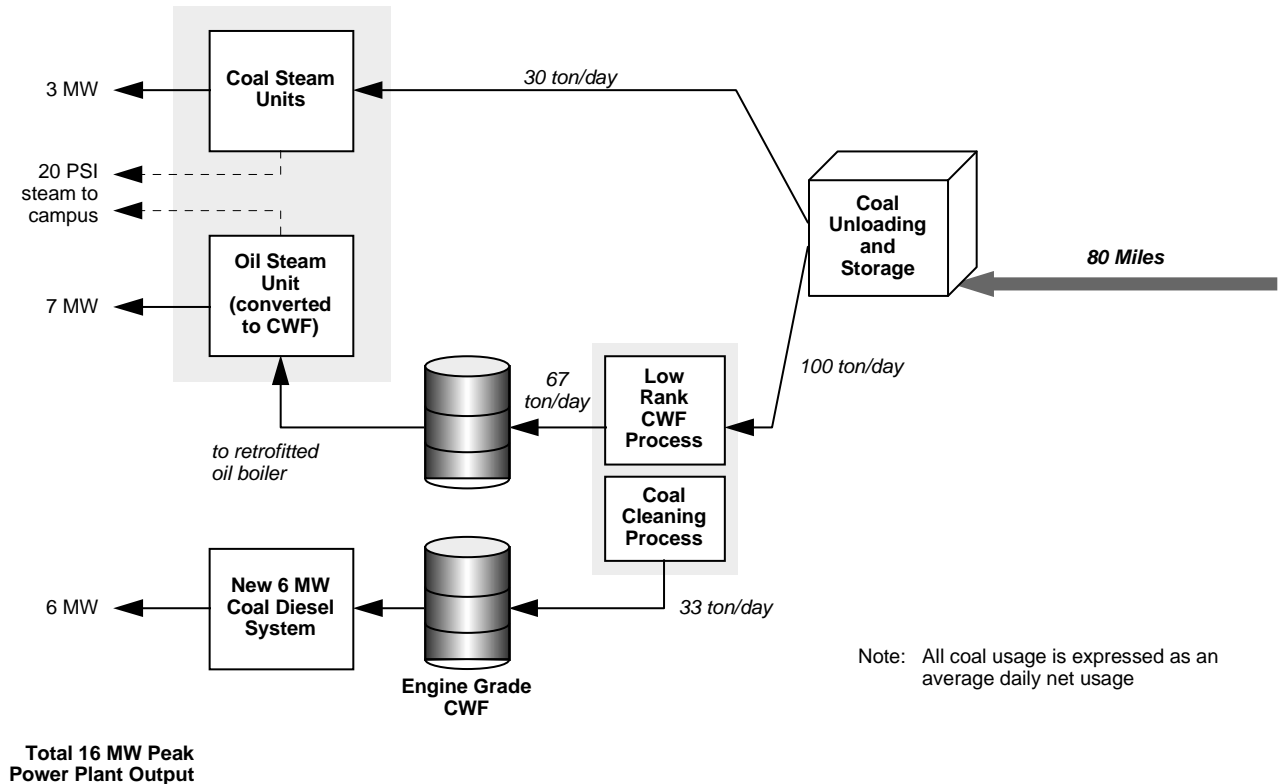 3 MW
Coal Steam
Units
30 ton/day
20 PSI
steam to
campus
Coal
Unloading
and
Storage
80 Miles
7 MW
Oil Steam
Unit
(converted
to CWF)
100 ton/day
67
ton/day
Low
Rank
CWF
Process
to retrofitted
oil boiler
Coal
Cleaning
Process
6 MW
New 6 MW
Coal Diesel
System
33 ton/day
Engine Grade
CWF
Note: All coal usage is expressed as an
average daily net usage
Total 16 MW Peak
Power Plant Output